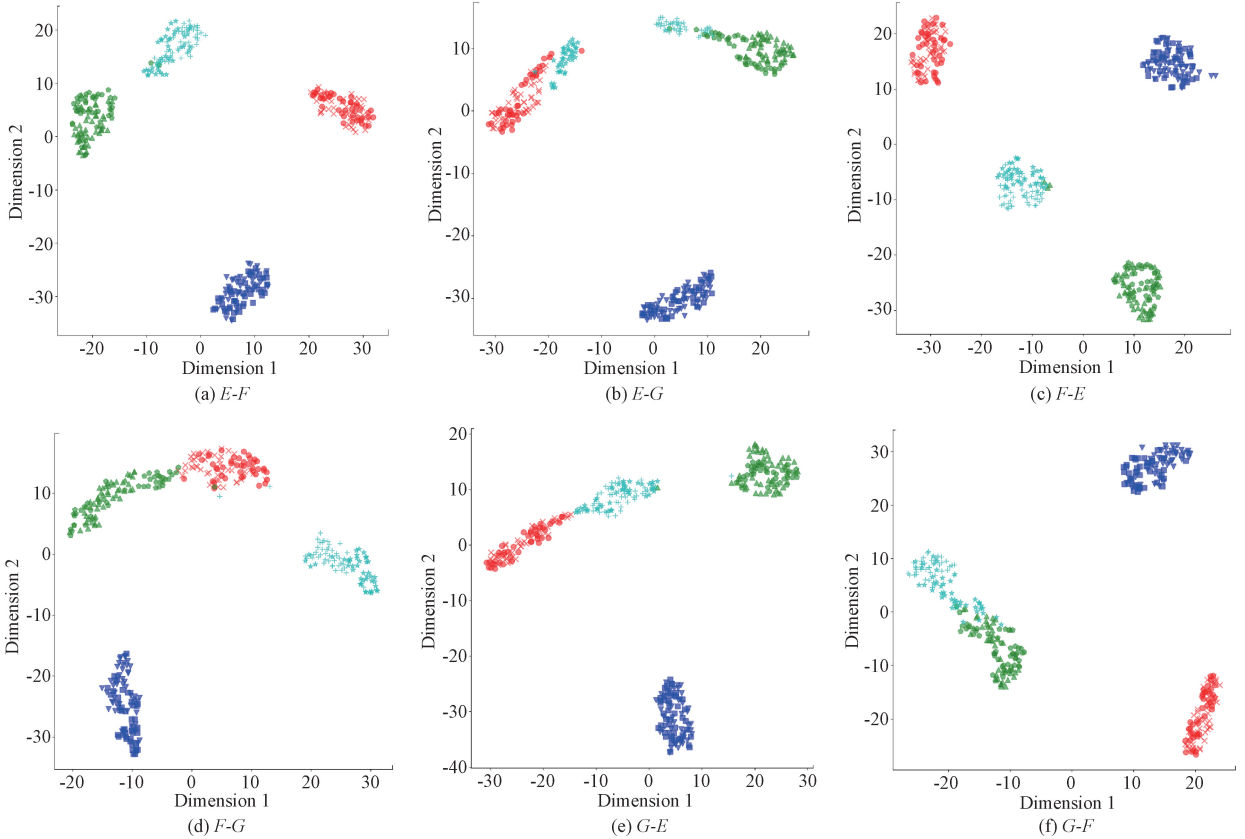 20
10
0
-10
-20
-30
Dimension 2
-20 -10 0 10 20 30
Dimension 1
(a) E-F
10
0
-10
-20
-30
Dimension 2
-30 -20 -10 0 10 20
Dimension 1
(b) E-G
20
10
0
-10
-20
-30
Dimension 2
-30 -20 -10 0 10 20
Dimension 1
(c) F-E
10
0
-10
-20
-30
Dimension 2
-20 -10 0 10 20 30
Dimension 1
(d) F-G
20
10
0
-10
-20
-30
-40
Dimension 2
-30 -20 -10 0 10 20 30
Dimension 1
(e) G-E
30
20
10
0
-10
-20
Dimension 2
-20 -10 0 10 20
Dimension 1
(f) G-F